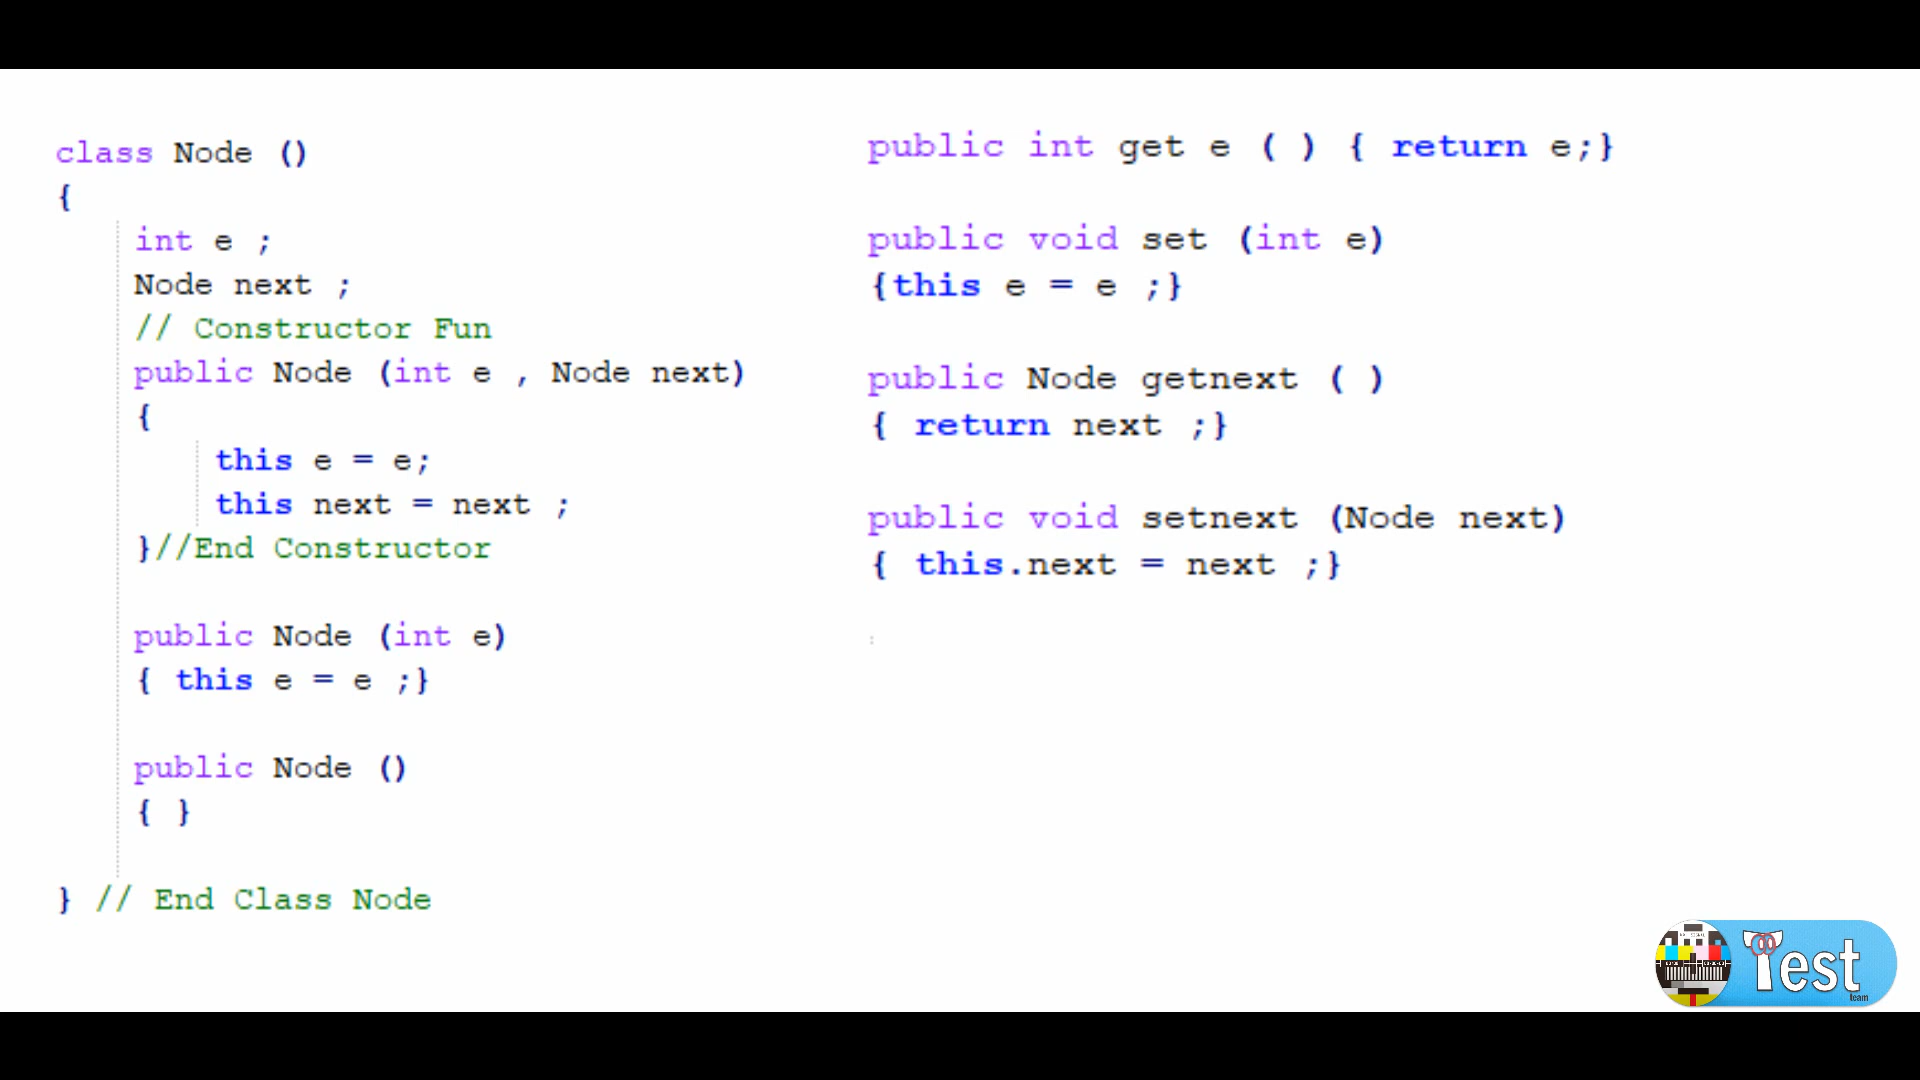 class Node ()
{
int e ;
Node next ;
// Constructor Fun
public Node (int e , Node next)
{
this e = e;
this next = next ;
}//End Constructor
public Node (int e)
{ this e = e ;}
public Node ()
{ }
} // End Class Node
public int get e ( ) { return e;}
public void set (int e)
{this e = e ;}
public Node getnext ( )
{ return next ;}
public void setnext (Node next)
{ this.next = next ;}
Test
team